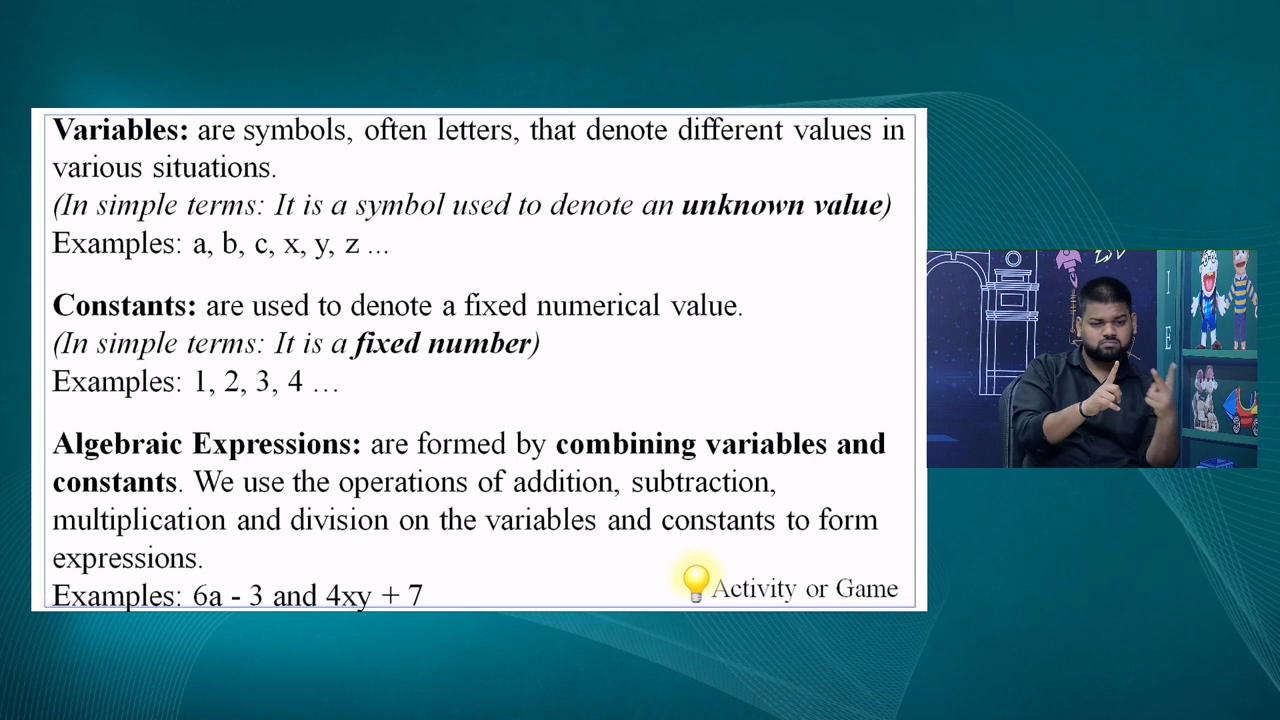 Variables: are symbols, often letters, that denote different values in
various situations.
(In simple terms: It is a symbol used to denote an unknown value)
Examples: a, b, c, x, y, z ...
Constants: are used to denote a fixed numerical value.
(In simple terms: It is a fixed number)
Examples: 1, 2, 3, 4 …
Algebraic Expressions: are formed by combining variables and
constants. We use the operations of addition, subtraction,
multiplication and division on the variables and constants to form
expressions.
Examples: 6a - 3 and 4xy + 7
Activity or Game
I
E